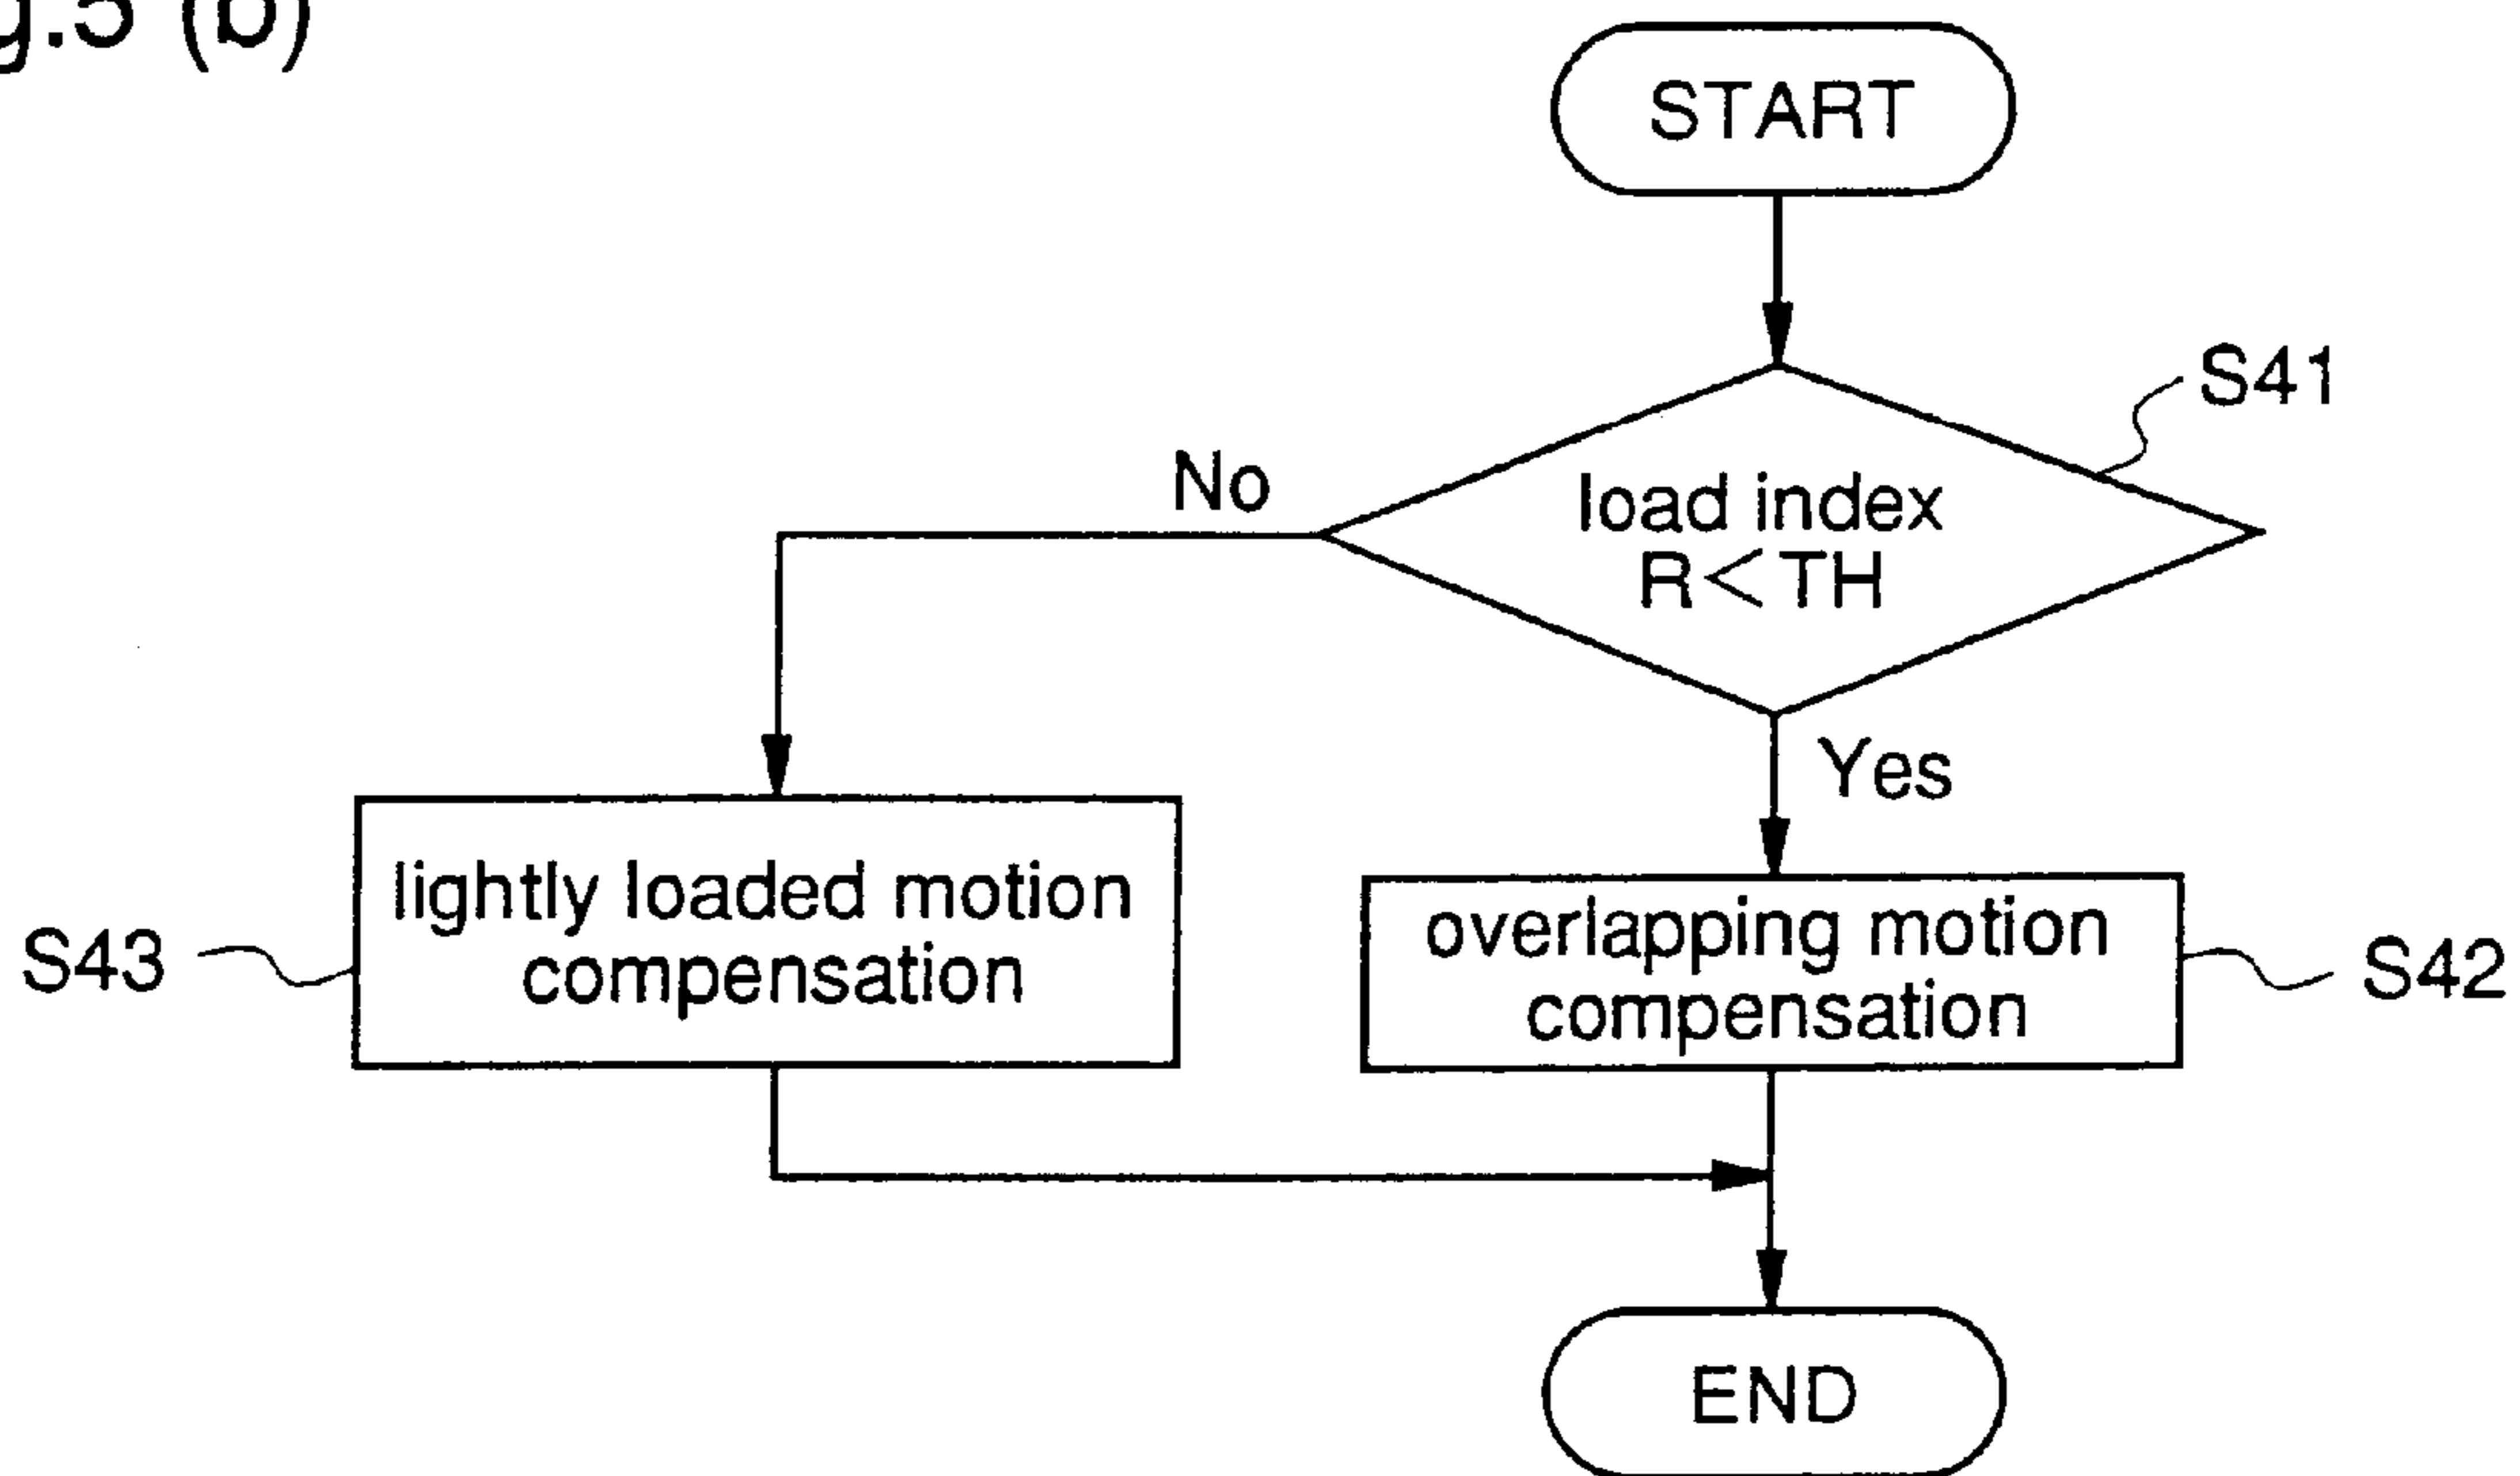 g.5 (b)
START
S41
No
load index
R<TH
Yes
lightly loaded motion
compensation
S43
overlapping motion
compensation
S42
END